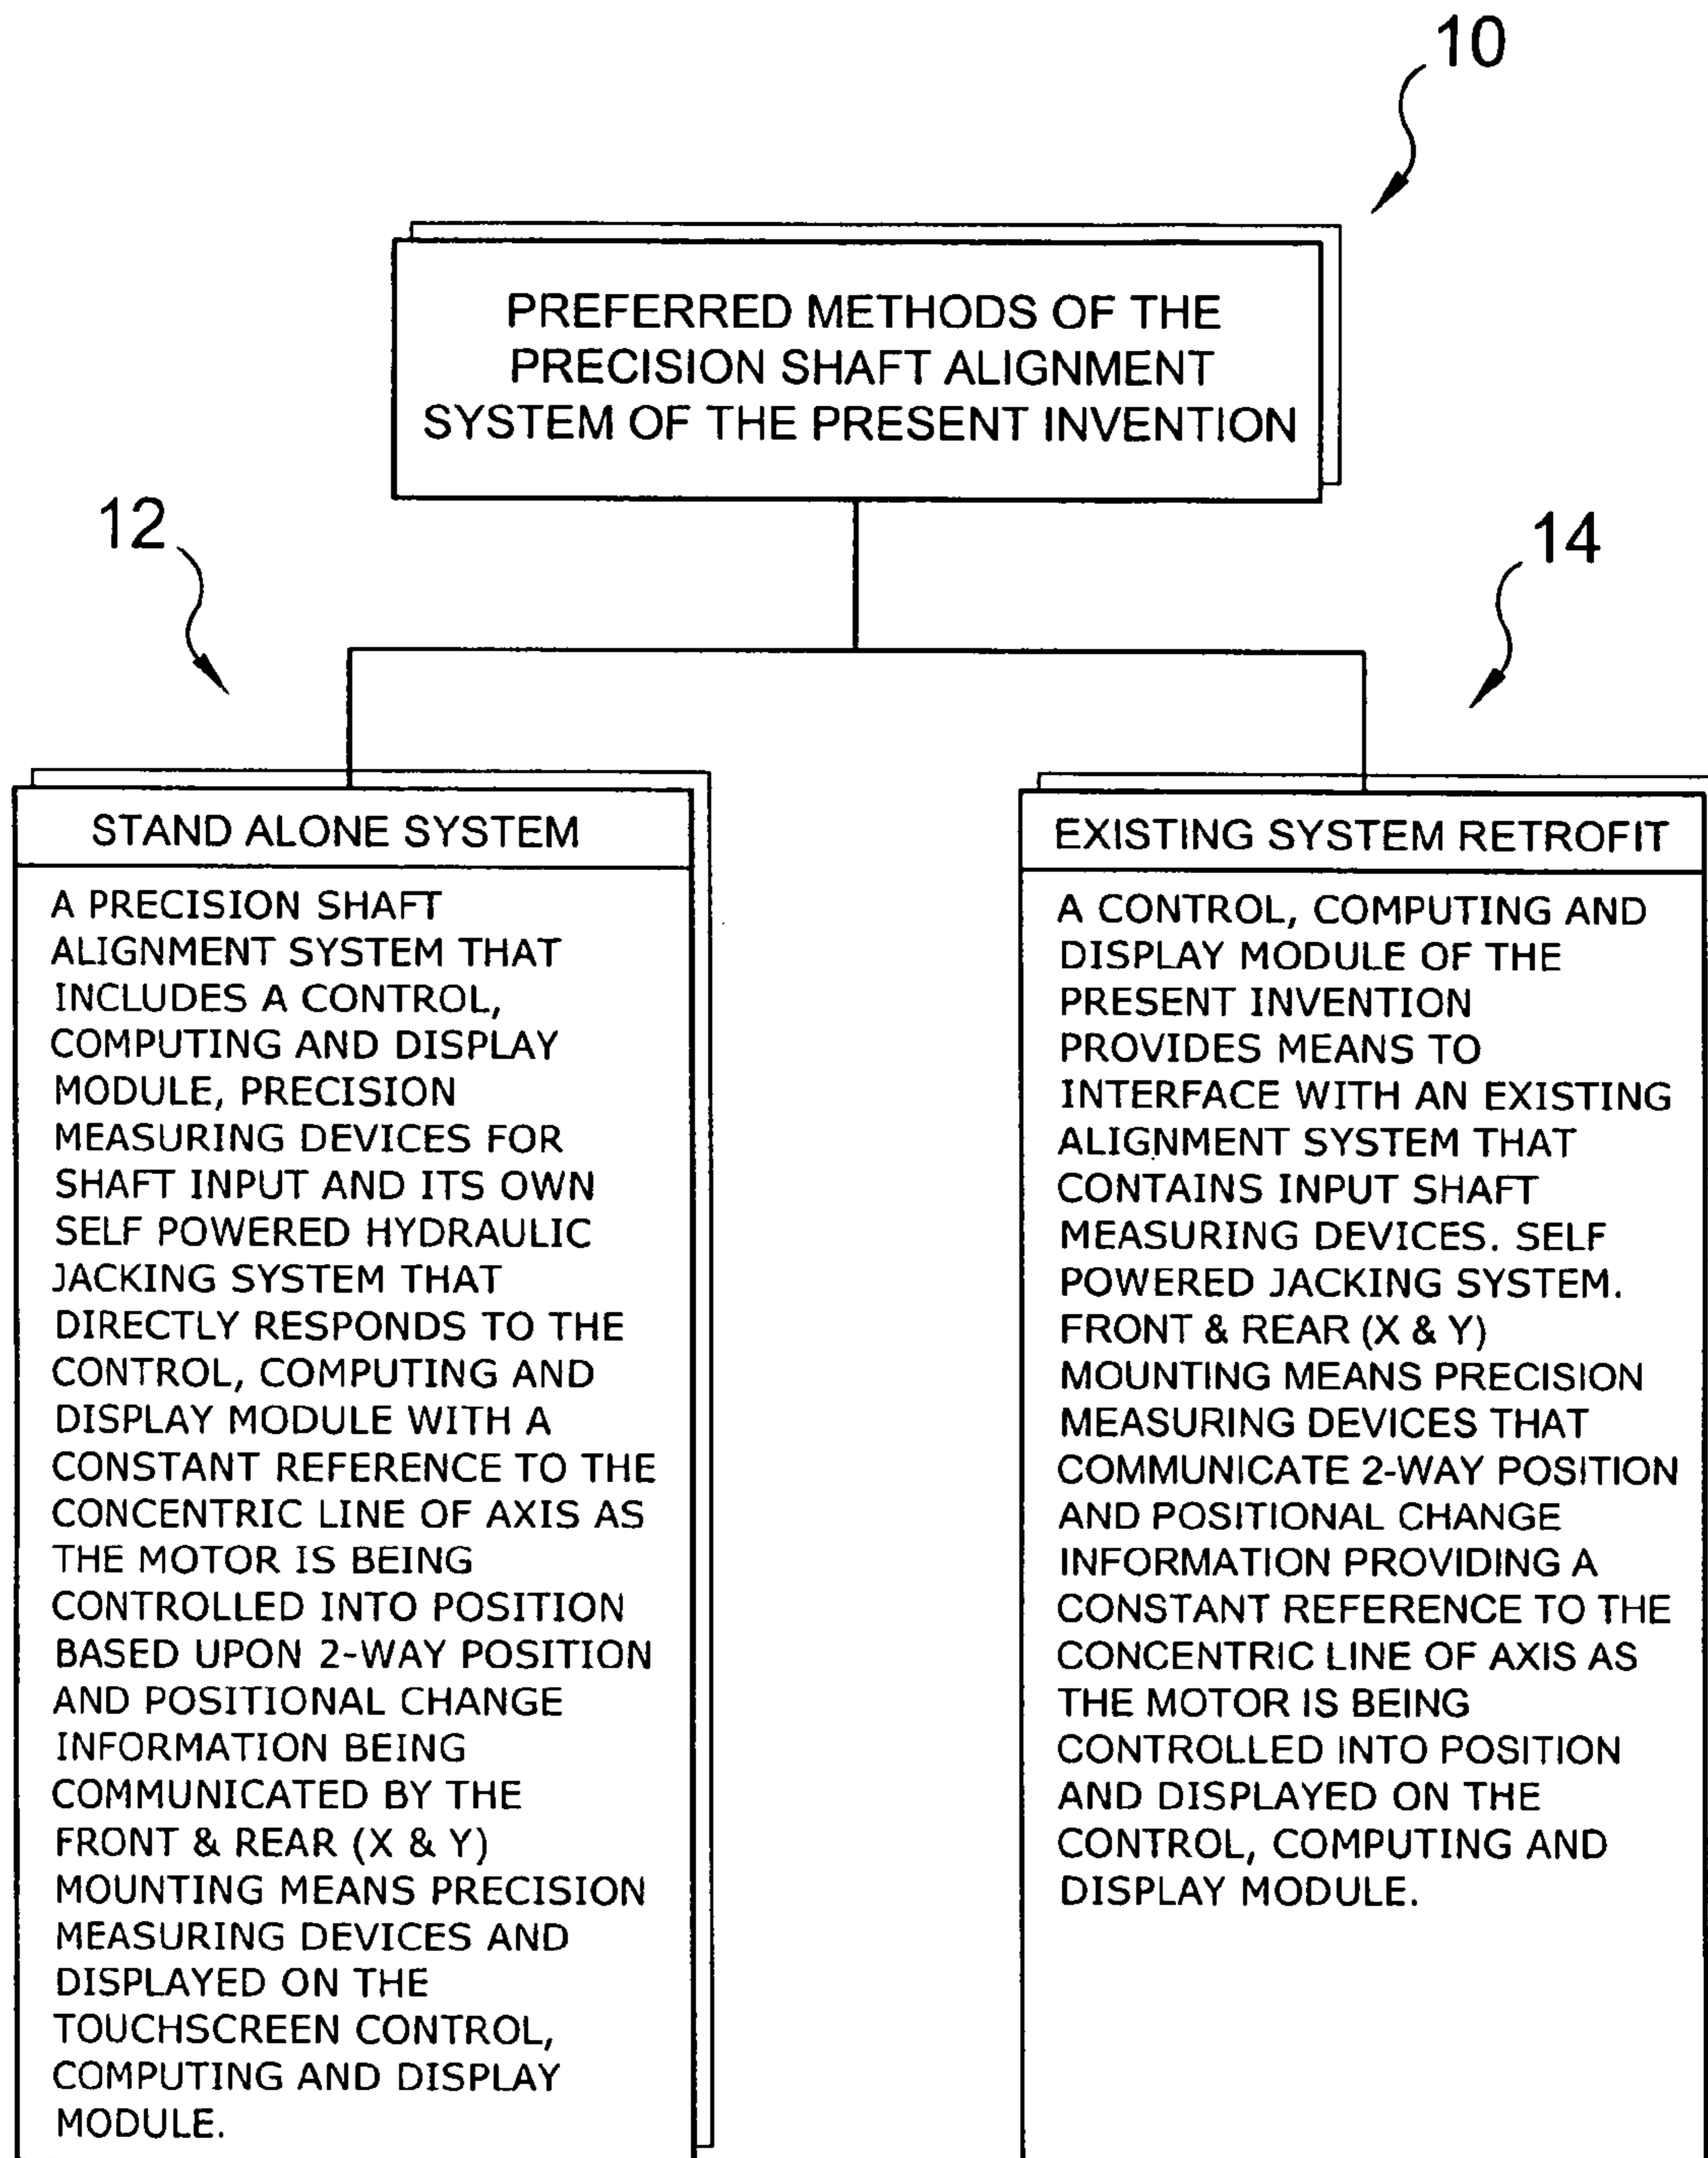 10
PREFERRED METHODS OF THE
PRECISION SHAFT ALIGNMENT
SYSTEM OF THE PRESENT INVENTION
12
14
STAND ALONE SYSTEM
A PRECISION SHAFT
ALIGNMENT SYSTEM THAT
INCLUDES A CONTROL,
COMPUTING AND DISPLAY
MODULE, PRECISION
MEASURING DEVICES FOR
SHAFT INPUT AND ITS OWN
SELF POWERED HYDRAULIC
JACKING SYSTEM THAT
DIRECTLY RESPONDS TO THE
CONTROL, COMPUTING AND
DISPLAY MODULE WITH A
CONSTANT REFERENCE TO THE
CONCENTRIC LINE OF AXIS AS
THE MOTOR IS BEING
CONTROLLED INTO POSITION
BASED UPON 2-WAY POSITION
AND POSITIONAL CHANGE
INFORMATION BEING
COMMUNICATED BY THE
FRONT & REAR (X & Y)
MOUNTING MEANS PRECISION
MEASURING DEVICES AND
DISPLAYED ON THE
TOUCHSCREEN CONTROL,
COMPUTING AND DISPLAY
MODULE.
EXISTING SYSTEM RETROFIT
A CONTROL, COMPUTING AND
DISPLAY MODULE OF THE
PRESENT INVENTION
PROVIDES MEANS TO
INTERFACE WITH AN EXISTING
ALIGNMENT SYSTEM THAT
CONTAINS INPUT SHAFT
MEASURING DEVICES. SELF
POWERED JACKING SYSTEM.
FRONT & REAR (X & Y)
MOUNTING MEANS PRECISION
MEASURING DEVICES THAT
COMMUNICATE 2-WAY POSITION
AND POSITIONAL CHANGE
INFORMATION PROVIDING A
CONSTANT REFERENCE TO THE
CONCENTRIC LINE OF AXIS AS
THE MOTOR IS BEING
CONTROLLED INTO POSITION
AND DISPLAYED ON THE
CONTROL, COMPUTING AND
DISPLAY MODULE.